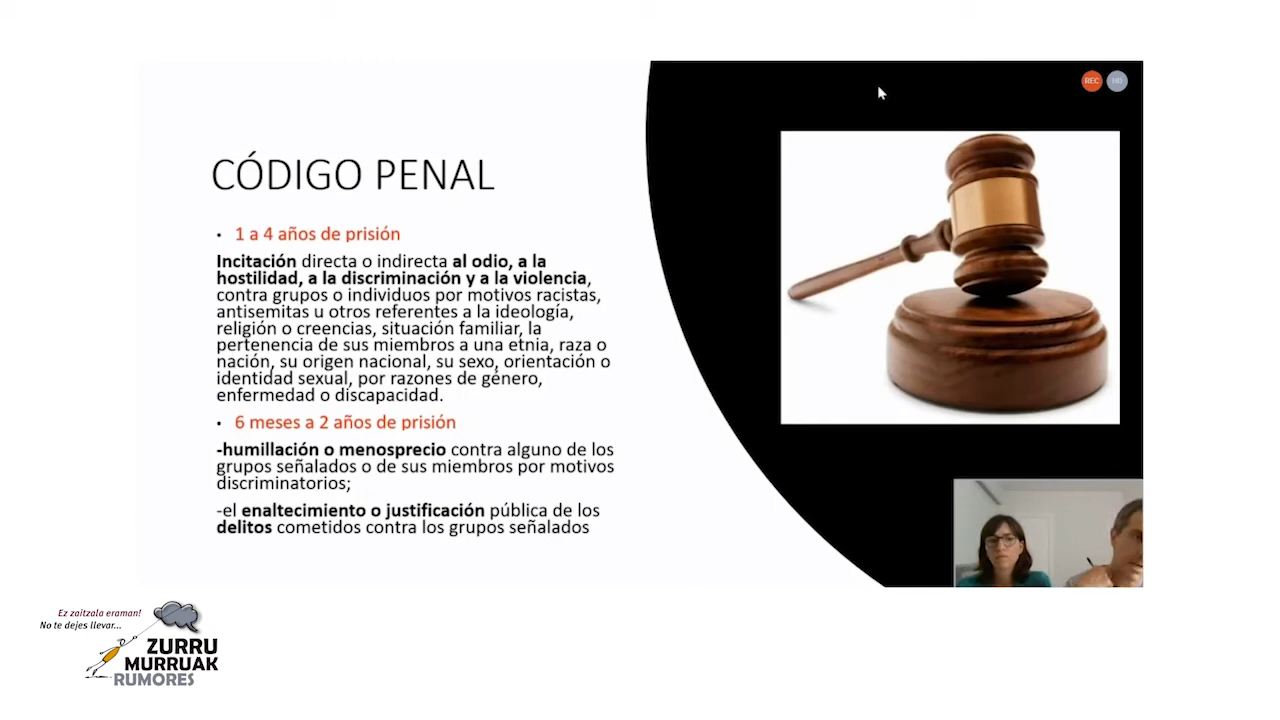 REC
CÓDIGO PENAL
• 1 a 4 años de prisión
Incitación directa o indirecta al odio, a la
hostilidad, a la discriminación y a la violencia,
contra grupos o individuos por motivos racistas,
antisemitas u otros referentes a la ideología,
religión o creencias, situación familiar, la
pertenencia de sus miembros a una etnia, raza o
nación, su origen nacional, su sexo, orientación o
identidad sexual, por razones de género,
enfermedad o discapacidad.
• 6 meses a 2 años de prisión
-humillación o menosprecio contra alguno de los
grupos señalados o de sus miembros por motivos
discriminatorios;
-el enaltecimiento o justificación pública de los
delitos cometidos contra los grupos señalados
Ez zaitzala eraman!
No te dejes llevar...
ZURRU
MURRUAK
RUMORES